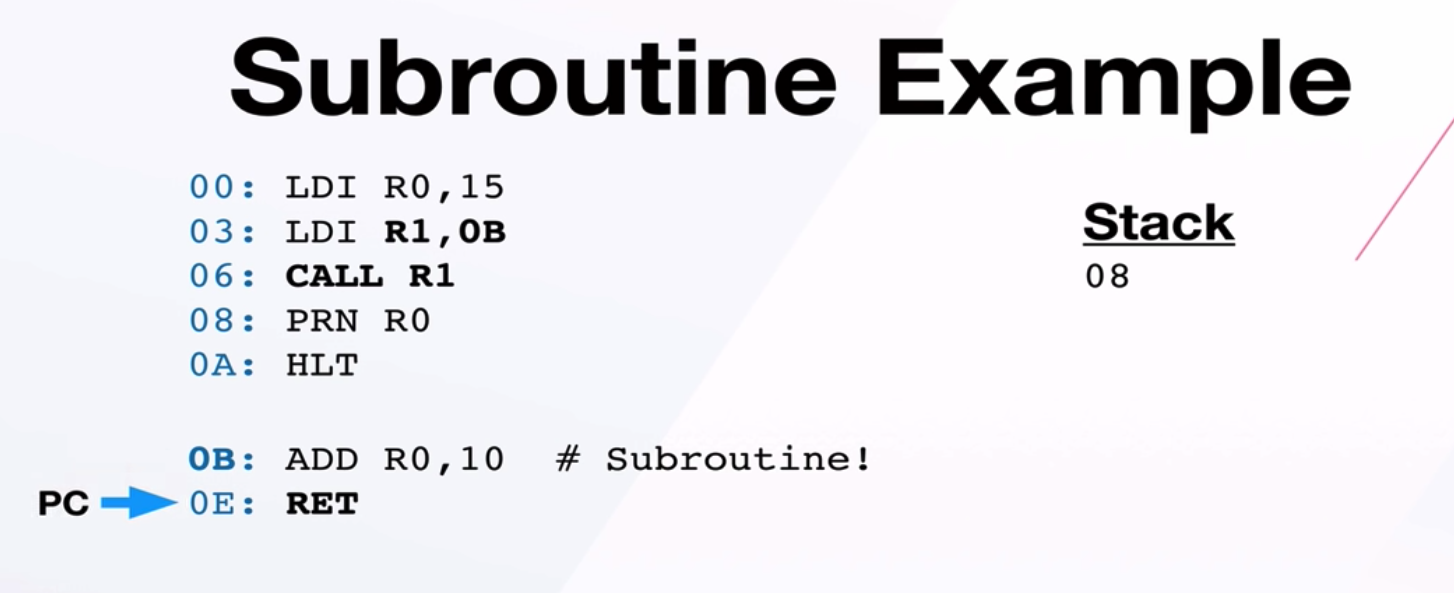 Subroutine Example
00: LDI R0,15
03: LDI R1,0B
06: CALL R1
08: PRN R0
0A: HLT
0B: ADD R0,10  # Subroutine!
PC 0E: RET
Stack
08